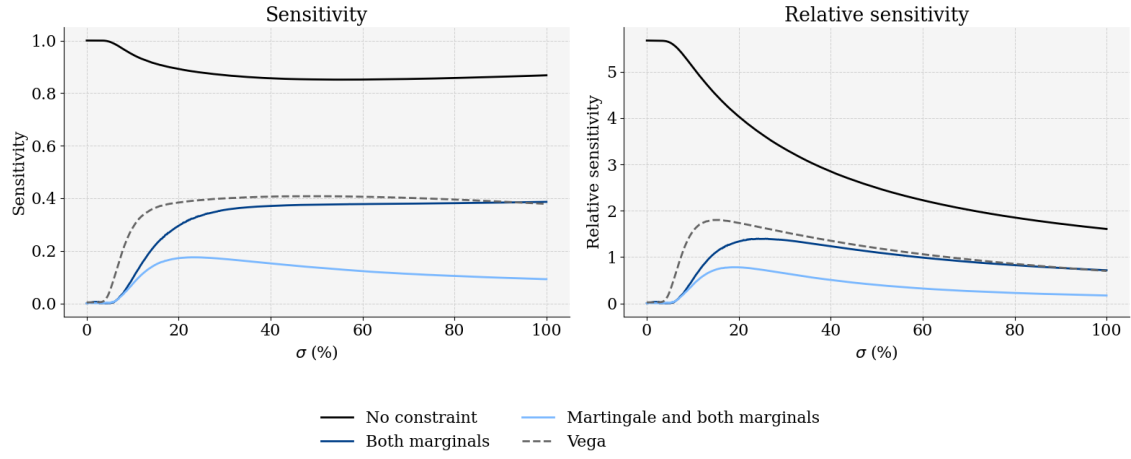 Sensitivity
Relative sensitivity
Sensitivity
1.0
0.8
0.6
0.4
0.2
0.0
0 20 40 60 80 100
σ (%)
Relative sensitivity
5
4
3
2
1
0
0 20 40 60 80 100
σ (%)
No constraint
Both marginals
Martingale and both marginals
Vega